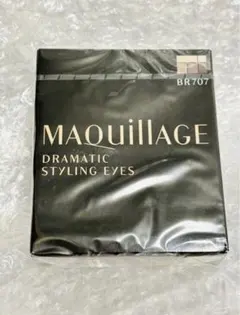 BR707
MAQuillAGE
DRAMATIC
STYLING EYES